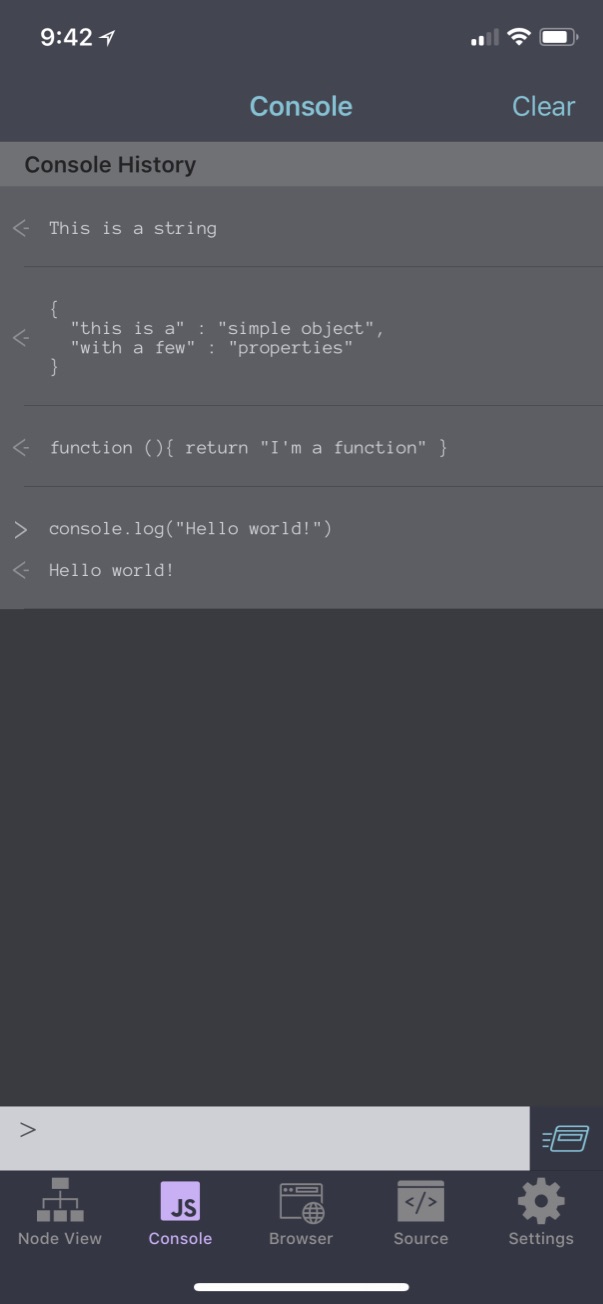 9:42
Console
Clear
Console History
<- This is a string
{
"this is a" : "simple object",
<- "with a few" : "properties"
}
<- function (){ return "I'm a function" }
> console.log("Hello world!")
<- Hello world!
>
JS
</>
Node View
Console
Browser
Source
Settings